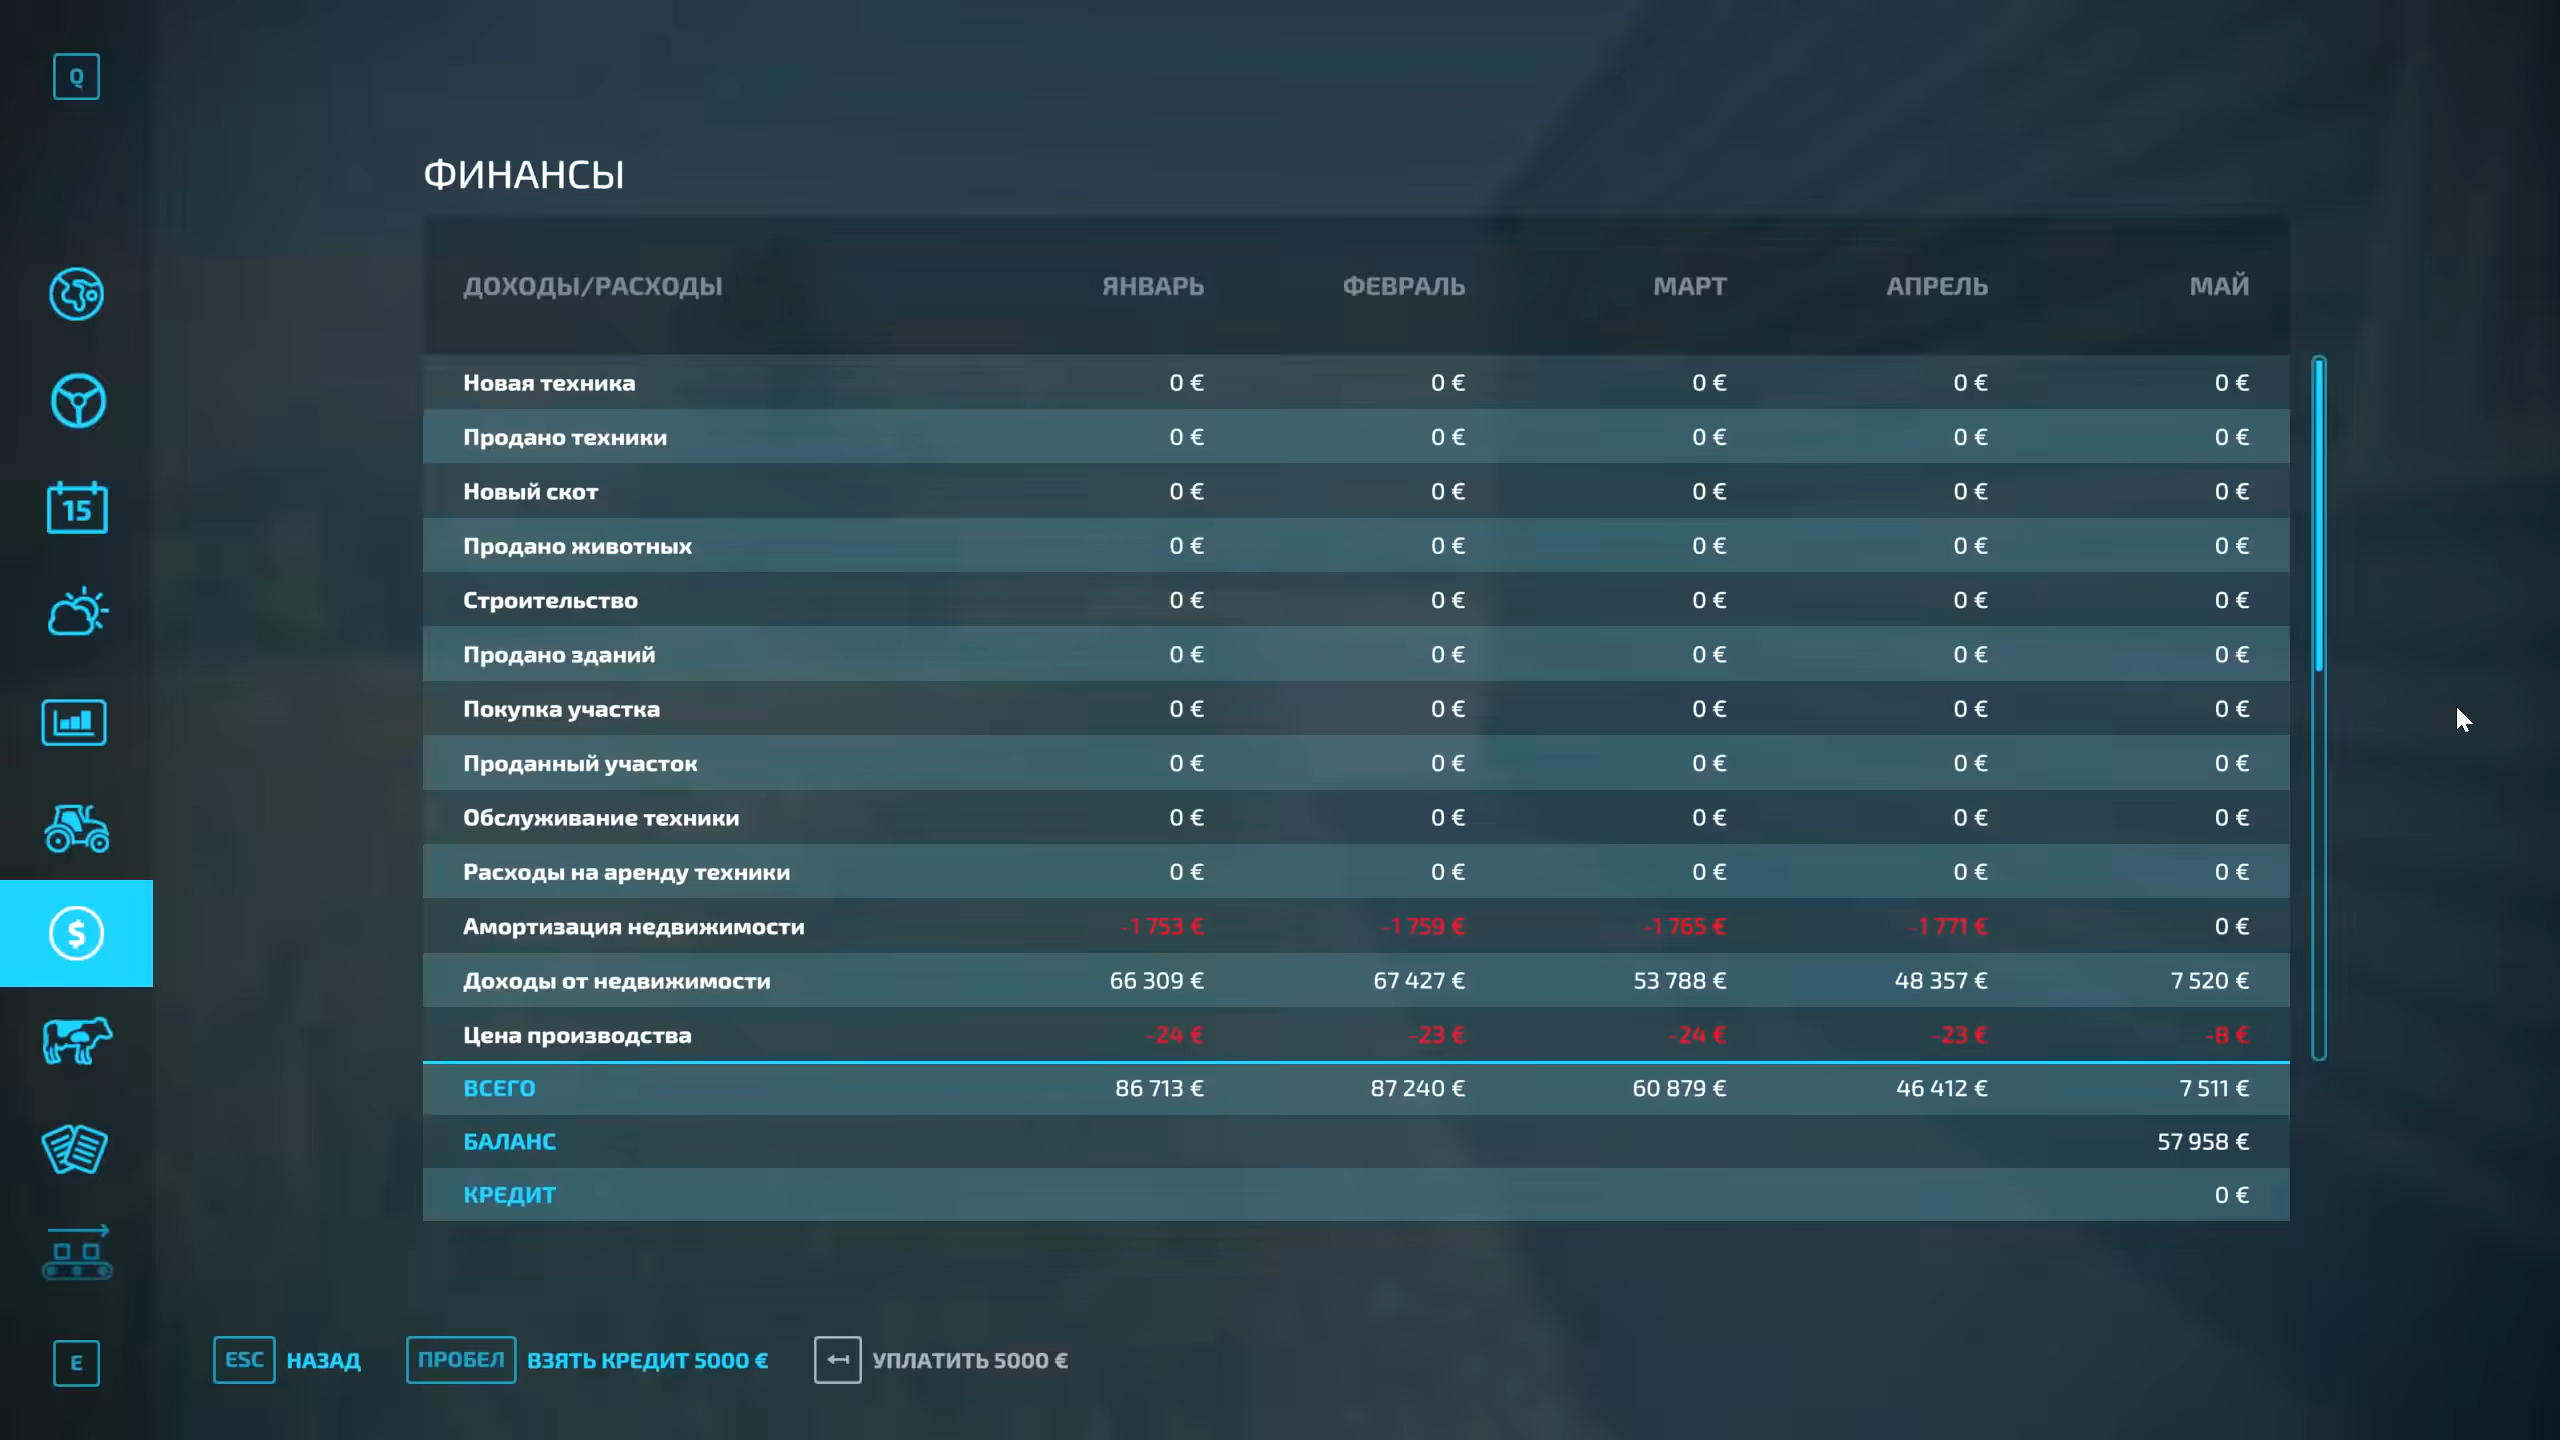 Q
ФИНАНСЫ
ДОХОДЫ/РАСХОДЫ ЯНВАРЬ ФЕВРАЛЬ МАРТ АПРЕЛЬ МАЙ
Новая техника 0 € 0 € 0 € 0 € 0 €
Продано техники 0 € 0 € 0 € 0 € 0 €
15
Новый скот 0 € 0 € 0 € 0 € 0 €
Продано животных 0 € 0 € 0 € 0 € 0 €
Строительство 0 € 0 € 0 € 0 € 0 €
Продано зданий 0 € 0 € 0 € 0 € 0 €
Покупка участка 0 € 0 € 0 € 0 € 0 €
Проданный участок 0 € 0 € 0 € 0 € 0 €
Обслуживание техники 0 € 0 € 0 € 0 € 0 €
Расходы на аренду техники 0 € 0 € 0 € 0 € 0 €
Амортизация недвижимости -1 753 € -1 759 € -1 765 € -1 771 € 0 €
$
Доходы от недвижимости 66 309 € 67 427 € 53 788 € 48 357 € 7 520 €
Цена производства -24 € -23 € -24 € -23 € -8 €
ВСЕГО 86 713 € 87 240 € 60 879 € 46 412 € 7 511 €
БАЛАНС 57 958 €
КРЕДИТ 0 €
E
ESC НАЗАД ПРОБЕЛ ВЗЯТЬ КРЕДИТ 5000 € УПЛАТИТЬ 5000 €